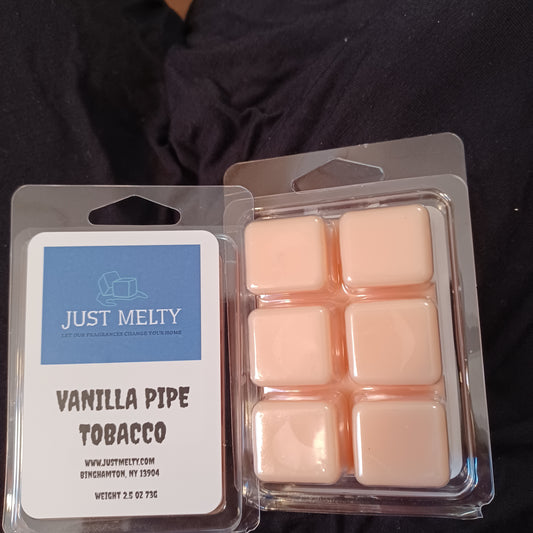 JUST MELTY
LET OUR FRAGRANCES CHANGE YOUR HOME
VANILLA PIPE
TOBACCO
WWW.JUSTMELTY.COM
BINGHAMTON, NY 13904
WEIGHT 2.5 OZ 73G